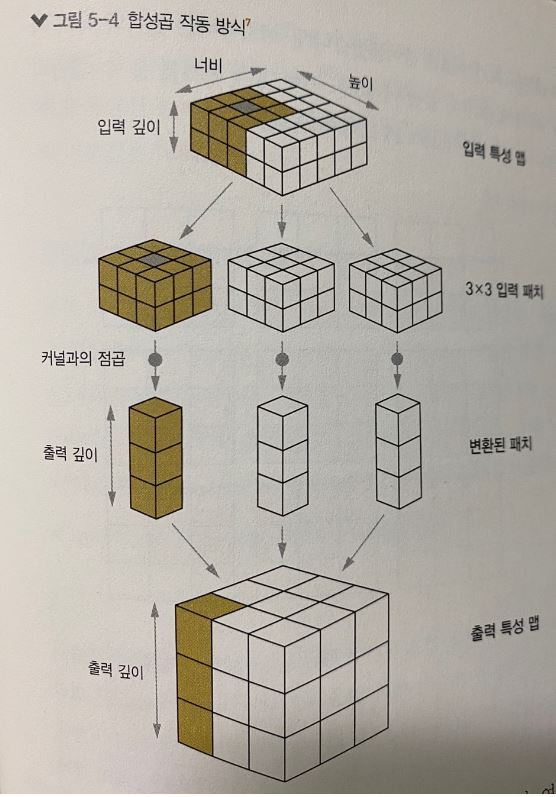 그림 5-4 합성곱 작동 방식⁷
너비
높이
입력 깊이
입력 특성 맵
3×3 입력 패치
커널과의 점곱
출력 깊이
변환된 패치
출력 특성 맵
출력 깊이